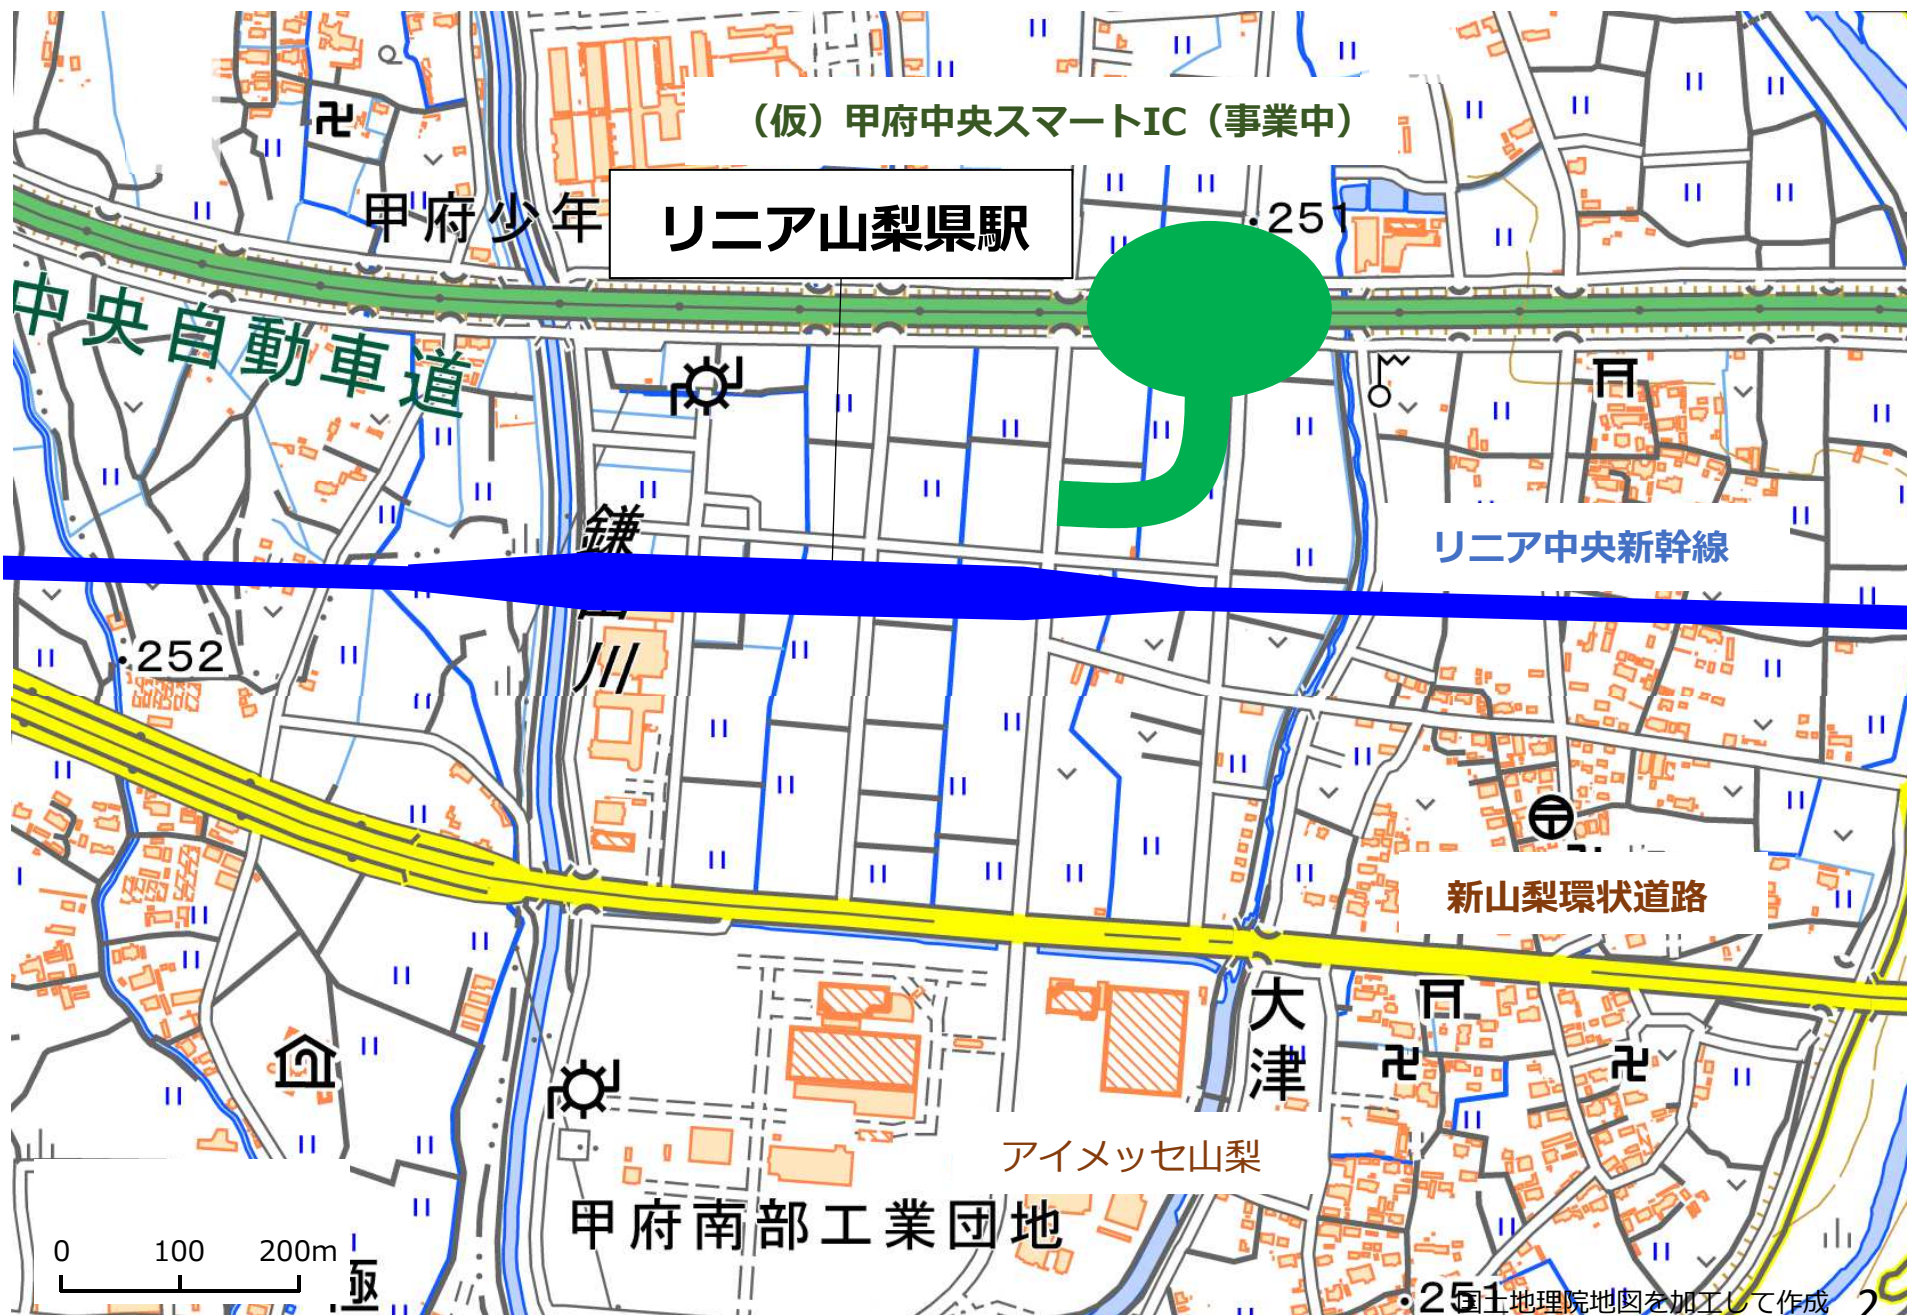 （仮）甲府中央スマートIC（事業中）
甲府少年
リニア山梨県駅
251
中央自動車道
鎌田川
リニア中央新幹線
252
新山梨環状道路
大津
アイメッセ山梨
甲府南部工業団地
0 100 200m
極
251
国土地理院地図を加工して作成
2